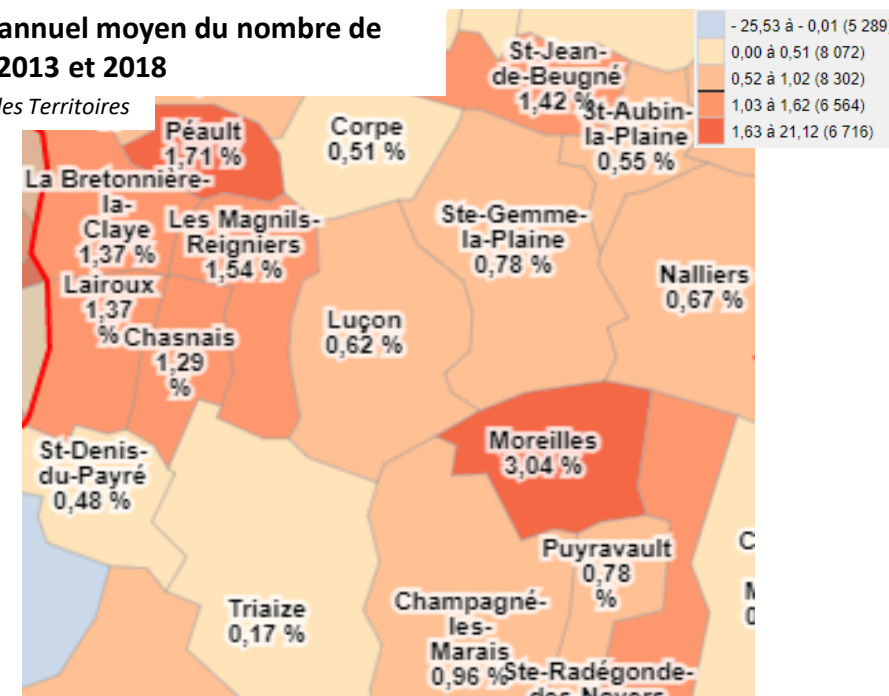 annuel moyen du nombre de
2013 et 2018
des Territoires
- 25,53 à - 0,01 (5 289)
0,00 à 0,51 (8 072)
0,52 à 1,02 (8 302)
1,03 à 1,62 (6 564)
1,63 à 21,12 (6 716)
St-Jean-
de-Beugné
1,42 %
St-Aubin-
la-Plaine
0,55 %
Péault
1,71 %
Corpe
0,51 %
La Bretonnière-
la-
Claye
1,37 %
Les Magnils-
Reigniers
1,54 %
Ste-Gemme-
la-Plaine
0,78 %
Nalliers
0,67 %
Lairoux
1,37
%
Chasnais
1,29
%
Luçon
0,62 %
St-Denis-
du-Payré
0,48 %
Moreilles
3,04 %
Puyravault
0,78
%
Triaize
0,17 %
Champagné-
les-
Marais
0,96 %
Ste-Radégonde-